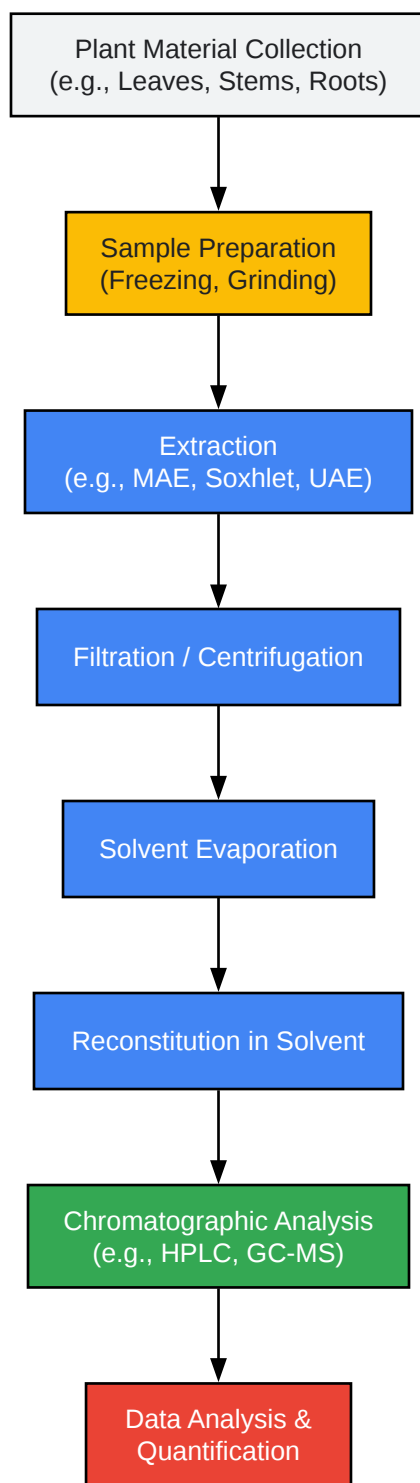 Plant Material Collection
(e.g., Leaves, Stems, Roots)
Sample Preparation
(Freezing, Grinding)
Extraction
(e.g., MAE, Soxhlet, UAE)
Filtration / Centrifugation
Solvent Evaporation
Reconstitution in Solvent
Chromatographic Analysis
(e.g., HPLC, GC-MS)
Data Analysis &
Quantification